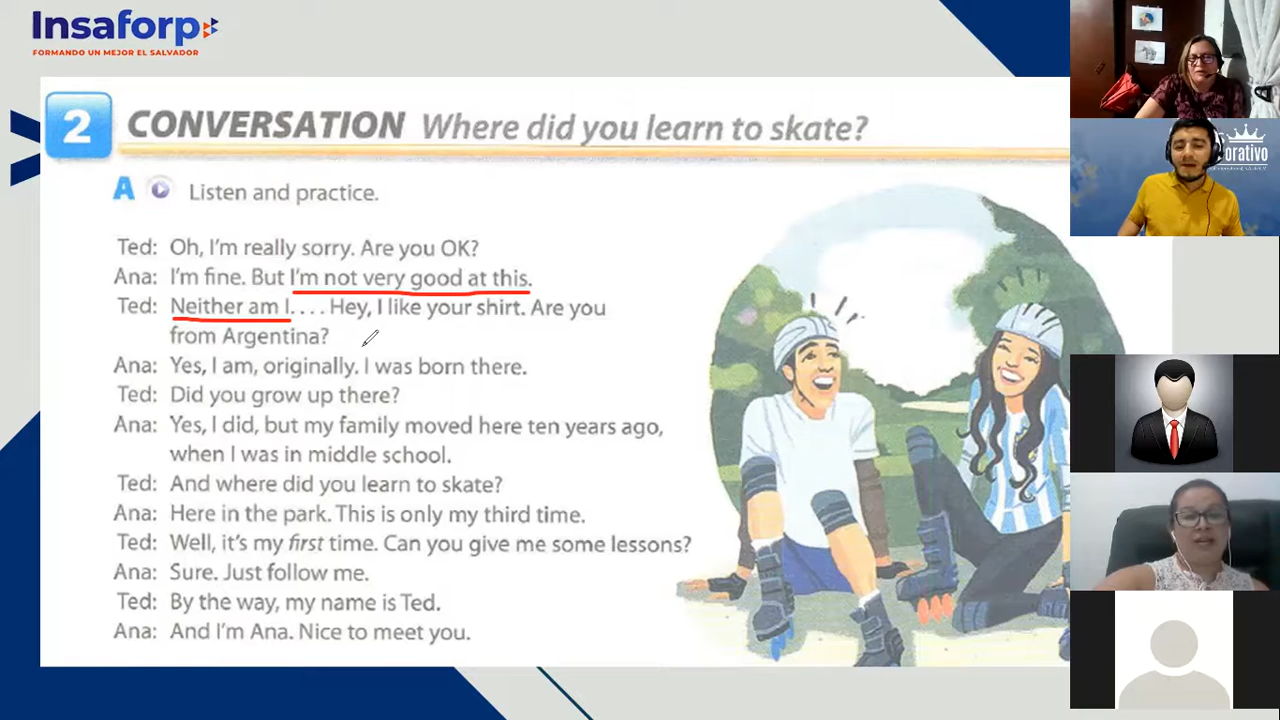 Insaforp
FORMANDO UN MEJOR EL SALVADOR
2 CONVERSATION Where did you learn to skate?
A Listen and practice.
Ted: Oh, I'm really sorry. Are you OK?
Ana: I'm fine. But I'm not very good at this.
Ted: Neither am I. . . . Hey, I like your shirt. Are you
from Argentina?
Ana: Yes, I am, originally. I was born there.
Ted: Did you grow up there?
Ana: Yes, I did, but my family moved here ten years ago,
when I was in middle school.
Ted: And where did you learn to skate?
Ana: Here in the park. This is only my third time.
Ted: Well, it's my first time. Can you give me some lessons?
Ana: Sure. Just follow me.
Ted: By the way, my name is Ted.
Ana: And I'm Ana. Nice to meet you.
orativo